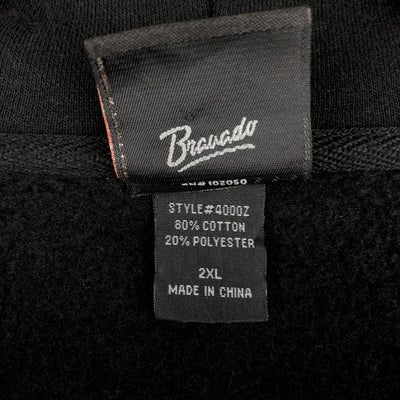 Bravado
RN#102050
STYLE#4000Z
80% COTTON
20% POLYESTER
2XL
MADE IN CHINA